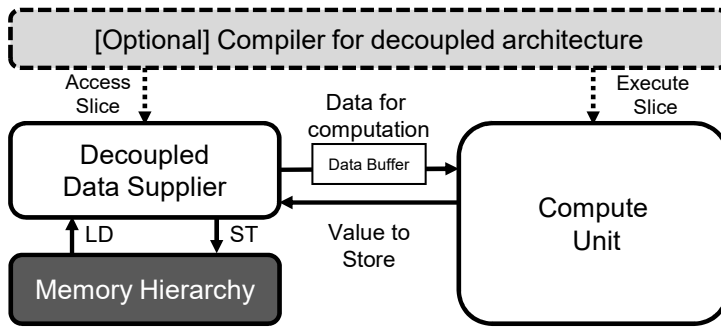 [Optional] Compiler for decoupled architecture
Access
Slice
Execute
Slice
Data for
computation
Decoupled
Data Supplier
Data Buffer
Compute
Unit
LD
ST
Value to
Store
Memory Hierarchy